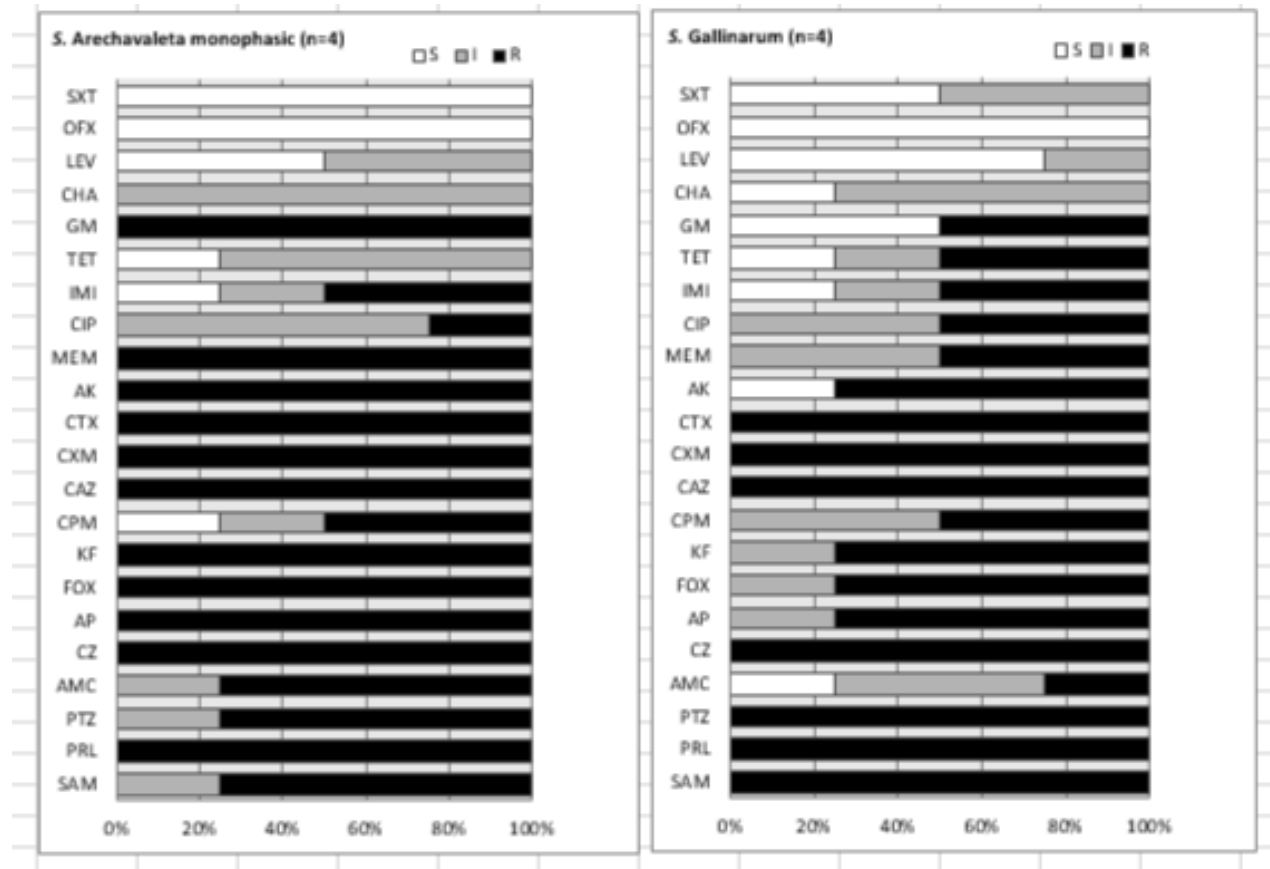 S. Arechavaleta monophasic (n=4)
S I R
SXT
OFX
LEV
CHA
GM
TET
IMI
CIP
MEM
AK
CTX
CXM
CAZ
CPM
KF
FOX
AP
CZ
AMC
PTZ
PRL
SAM
0% 20% 40% 60% 80% 100%
S. Gallinarum (n=4)
S I R
SXT
OFX
LEV
CHA
GM
TET
IMI
CIP
MEM
AK
CTX
CXM
CAZ
CPM
KF
FOX
AP
CZ
AMC
PTZ
PRL
SAM
0% 20% 40% 60% 80% 100%